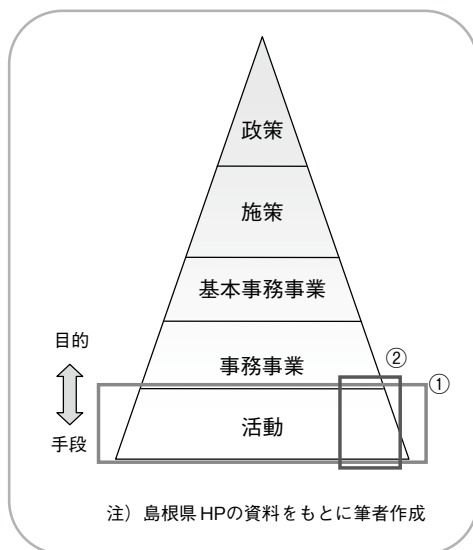 政策
施策
基本事務事業
目的
事務事業
②
①
手段
活動
注）島根県HPの資料をもとに筆者作成